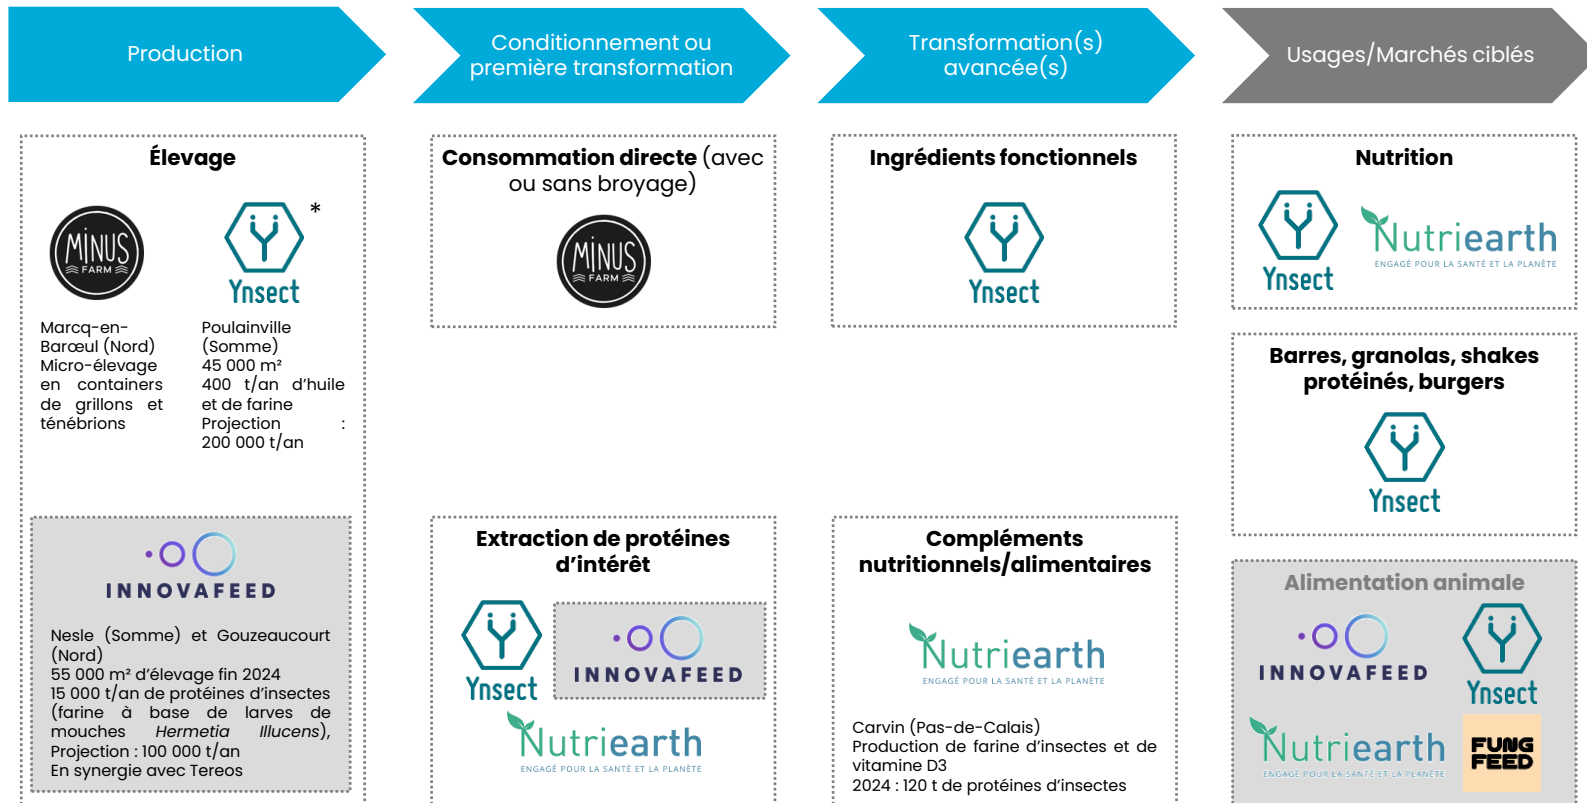 Production
Conditionnement ou
première transformation
Transformation(s)
avancée(s)
Usages/Marchés ciblés
Élevage
MiNUS
FARM
Ynsect
*
Marcq-en-
Barœul (Nord)
Micro-élevage
en containers
de grillons et
ténébrions
Poulainville
(Somme)
45 000 m²
400 t/an d’huile
et de farine
Projection :
200 000 t/an
INNOVAFEED
Nesle (Somme) et Gouzeaucourt
(Nord)
55 000 m² d’élevage fin 2024
15 000 t/an de protéines d’insectes
(farine à base de larves de
mouches Hermetia Illucens),
Projection : 100 000 t/an
En synergie avec Tereos
Consommation directe (avec
ou sans broyage)
MiNUS
FARM
Extraction de protéines
d’intérêt
Ynsect
INNOVAFEED
Nutriearth
ENGAGÉ POUR LA SANTÉ ET LA PLANÈTE
Ingrédients fonctionnels
Ynsect
Compléments
nutritionnels/alimentaires
Nutriearth
ENGAGÉ POUR LA SANTÉ ET LA PLANÈTE
Carvin (Pas-de-Calais)
Production de farine d’insectes et de
vitamine D3
2024 : 120 t de protéines d’insectes
Nutrition
Ynsect
Nutriearth
ENGAGÉ POUR LA SANTÉ ET LA PLANÈTE
Barres, granolas, shakes
protéinés, burgers
Ynsect
Alimentation animale
INNOVAFEED
Ynsect
Nutriearth
ENGAGÉ POUR LA SANTÉ ET LA PLANÈTE
FUNG
FEED